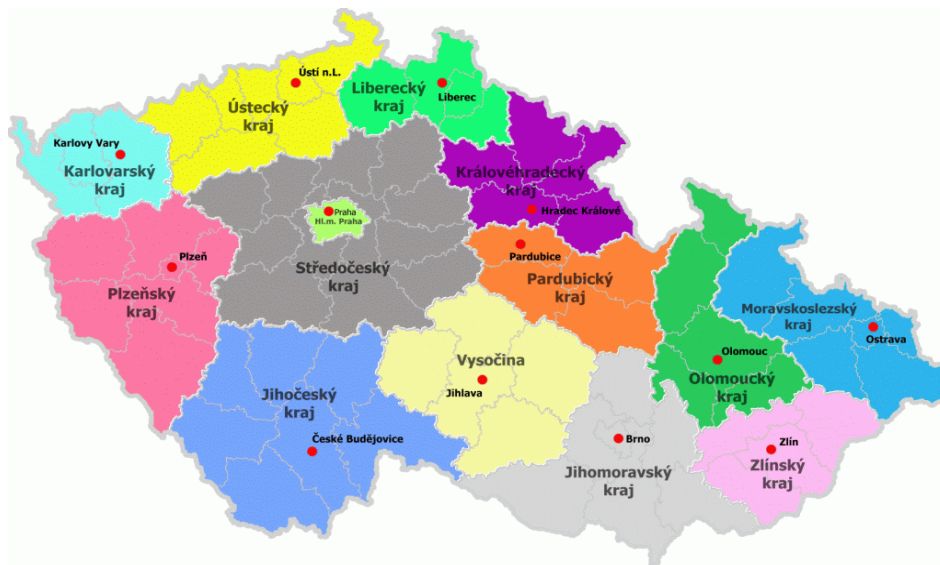 Ústí n.L.
Ústecký
kraj
Liberecký
kraj
Liberec
Karlovy Vary
Karlovarský
kraj
Královéhradecký
kraj
Hradec Králové
Praha
Hl.m. Praha
Středočeský
kraj
Plzeň
Plzeňský
kraj
Pardubice
Pardubický
kraj
Moravskoslezský
kraj
Ostrava
Vysočina
Jihlava
Olomouc
Olomoucký
kraj
Jihočeský
kraj
České Budějovice
Brno
Jihomoravský
kraj
Zlín
Zlínský
kraj